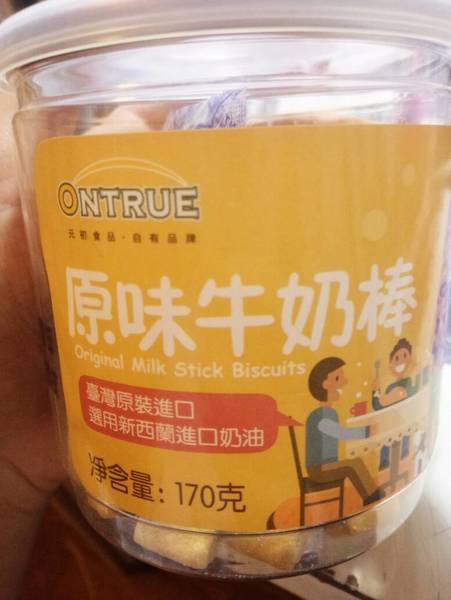 ONTRUE
元初食品·自有品牌
原味牛奶棒
Original Milk Stick Biscuits
臺灣原裝進口
選用新西蘭進口奶油
淨含量：170克